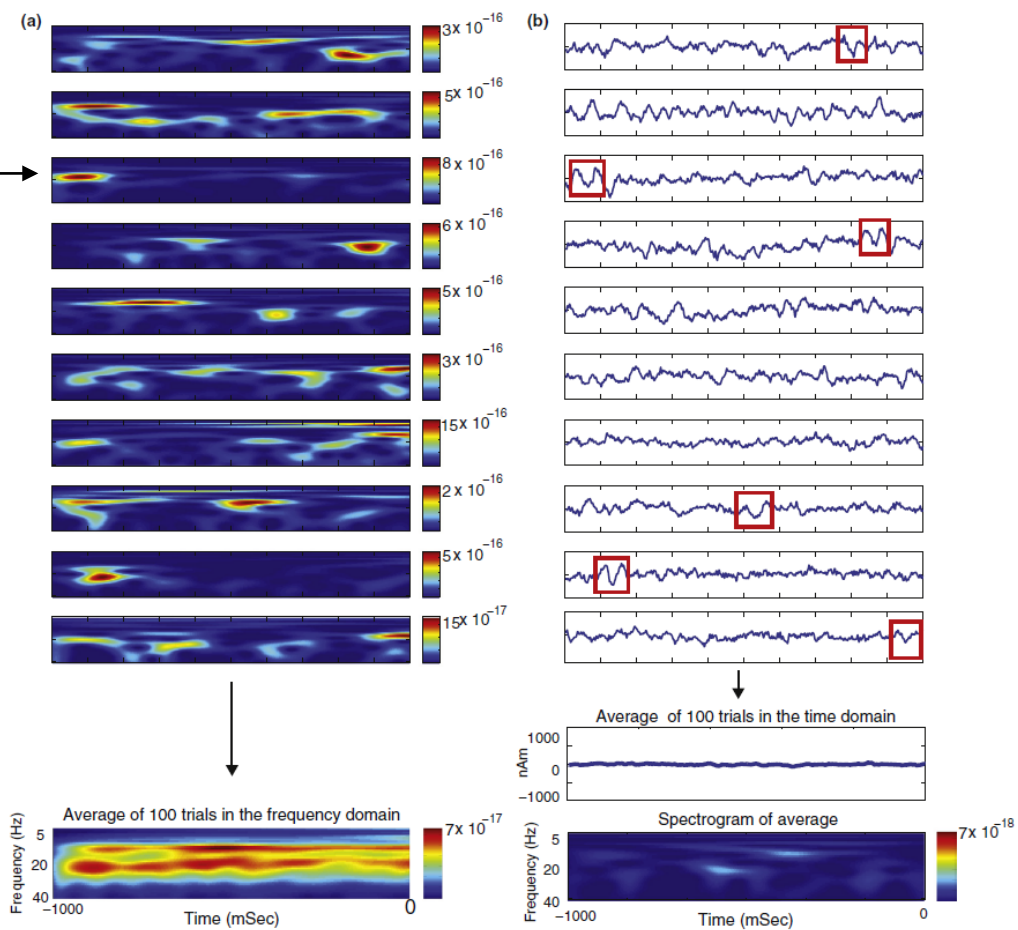 (a)
3x 10−16
5x 10−16
8x 10−16
6x 10−16
5x 10−16
3x 10−16
15x 10−16
2x 10−16
5x 10−16
15x 10−17
Average of 100 trials in the frequency domain
7x 10−17
Frequency (Hz)
5
20
40
−1000
Time (mSec)
0
(b)
Average of 100 trials in the time domain
nAm
1000
0
−1000
Spectrogram of average
7x 10−18
Frequency (Hz)
5
20
40
−1000
Time (mSec)
0